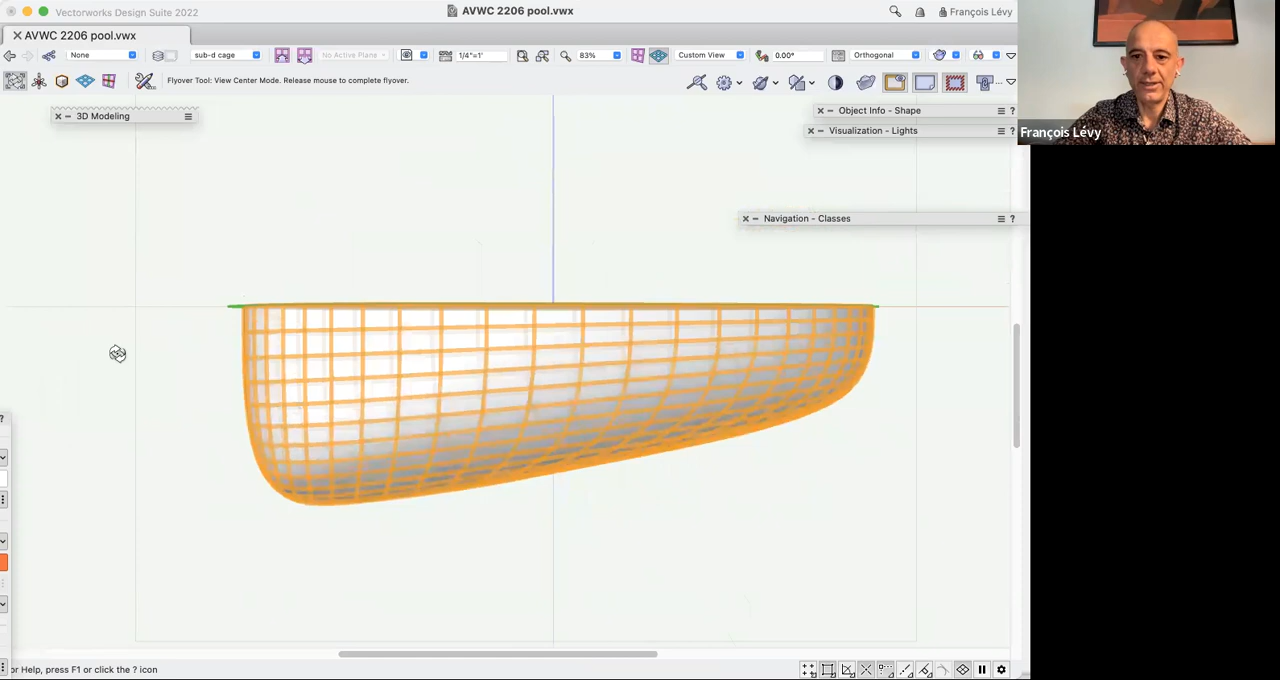 Vectorworks Design Suite 2022
AVWC 2206 pool.vwx
François Lévy
AVWC 2206 pool.vwx
None
sub-d cage
No Active Plane
1/4"=1'
83%
Custom View
0.00°
Orthogonal
Flyover Tool: View Center Mode. Release mouse to complete flyover.
3D Modeling
Object Info - Shape
?
Visualization - Lights
?
François Lévy
Navigation - Classes
?
?
or Help, press F1 or click the ? icon